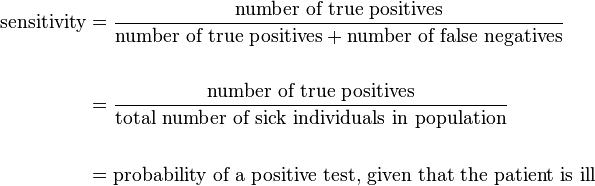 sensitivity = number of true positives
number of true positives + number of false negatives
= number of true positives
total number of sick individuals in population
= probability of a positive test, given that the patient is ill